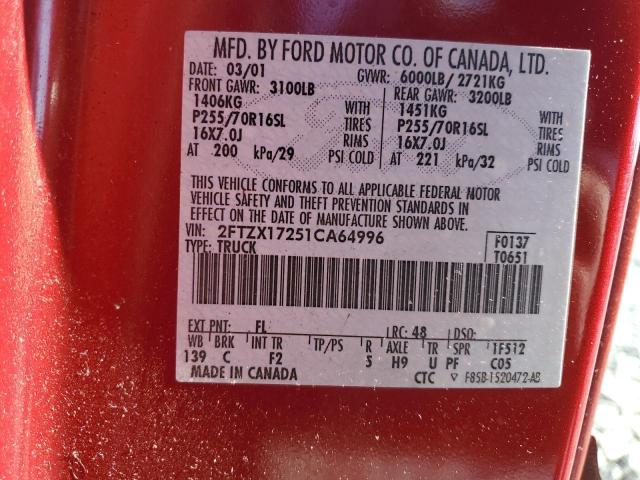 MFD. BY FORD MOTOR CO. OF CANADA, LTD.
DATE: 03/01 GVWR: 6000LB/2721KG
FRONT GAWR: 3100LB REAR GAWR: 3200LB
1406KG WITH 1451KG WITH
P255/70R16SL TIRES P255/70R16SL TIRES
16X7.0J RIMS 16X7.0J RIMS
AT 200 kPa/29 PSI COLD AT 221 kPa/32 PSI COLD
THIS VEHICLE CONFORMS TO ALL APPLICABLE FEDERAL MOTOR
VEHICLE SAFETY AND THEFT PREVENTION STANDARDS IN
EFFECT ON THE DATE OF MANUFACTURE SHOWN ABOVE.
VIN: 2FTZX17251CA64996 F0137
TYPE: TRUCK T0651
EXT PNT: FL RC: 48 DSO:
WB BRK INT TR TP/PS R AXLE TR SPR 1F512
139 C F2 5 H9 U PF C05
MADE IN CANADA CTC F85B-1520472-AB